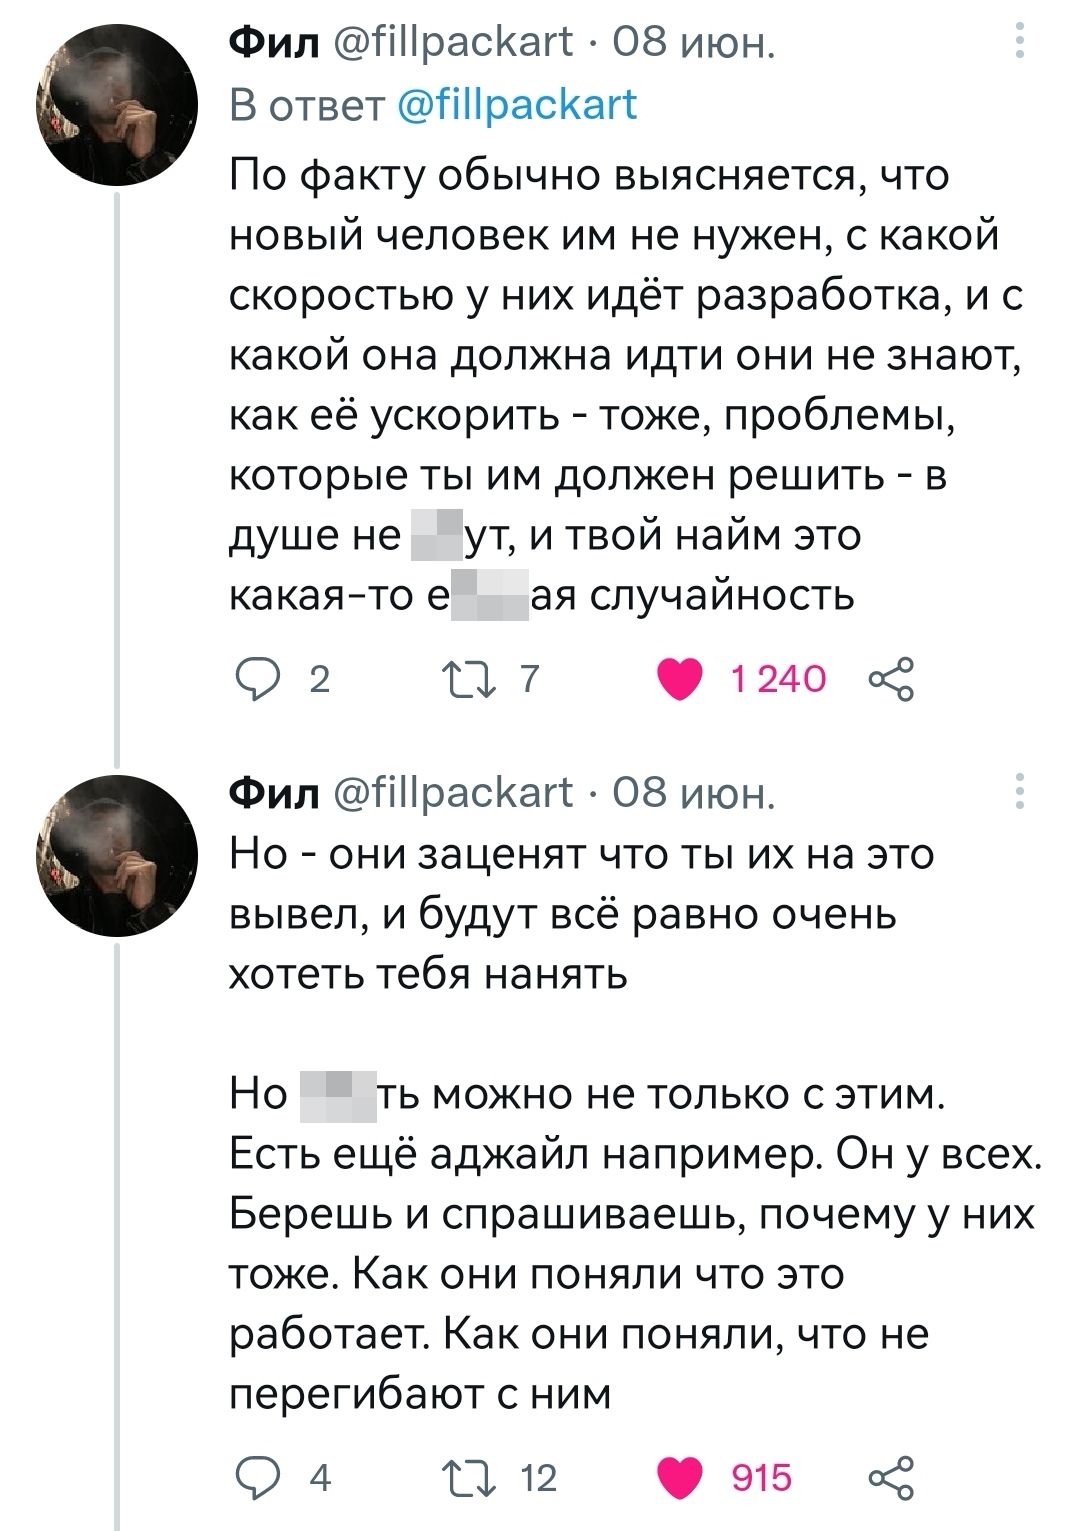 Фил @fillpackart · 08 июн.
В ответ @fillpackart
По факту обычно выясняется, что
новый человек им не нужен, с какой
скоростью у них идёт разработка, и с
какой она должна идти они не знают,
как её ускорить - тоже, проблемы,
которые ты им должен решить - в
душе не ут, и твой найм это
какая-то е ая случайность
2 7 1 240
Фил @fillpackart · 08 июн.
Но - они заценят что ты их на это
вывел, и будут всё равно очень
хотеть тебя нанять
Но ть можно не только с этим.
Есть ещё аджайл например. Он у всех.
Берешь и спрашиваешь, почему у них
тоже. Как они поняли что это
работает. Как они поняли, что не
перегибают с ним
4 12 915